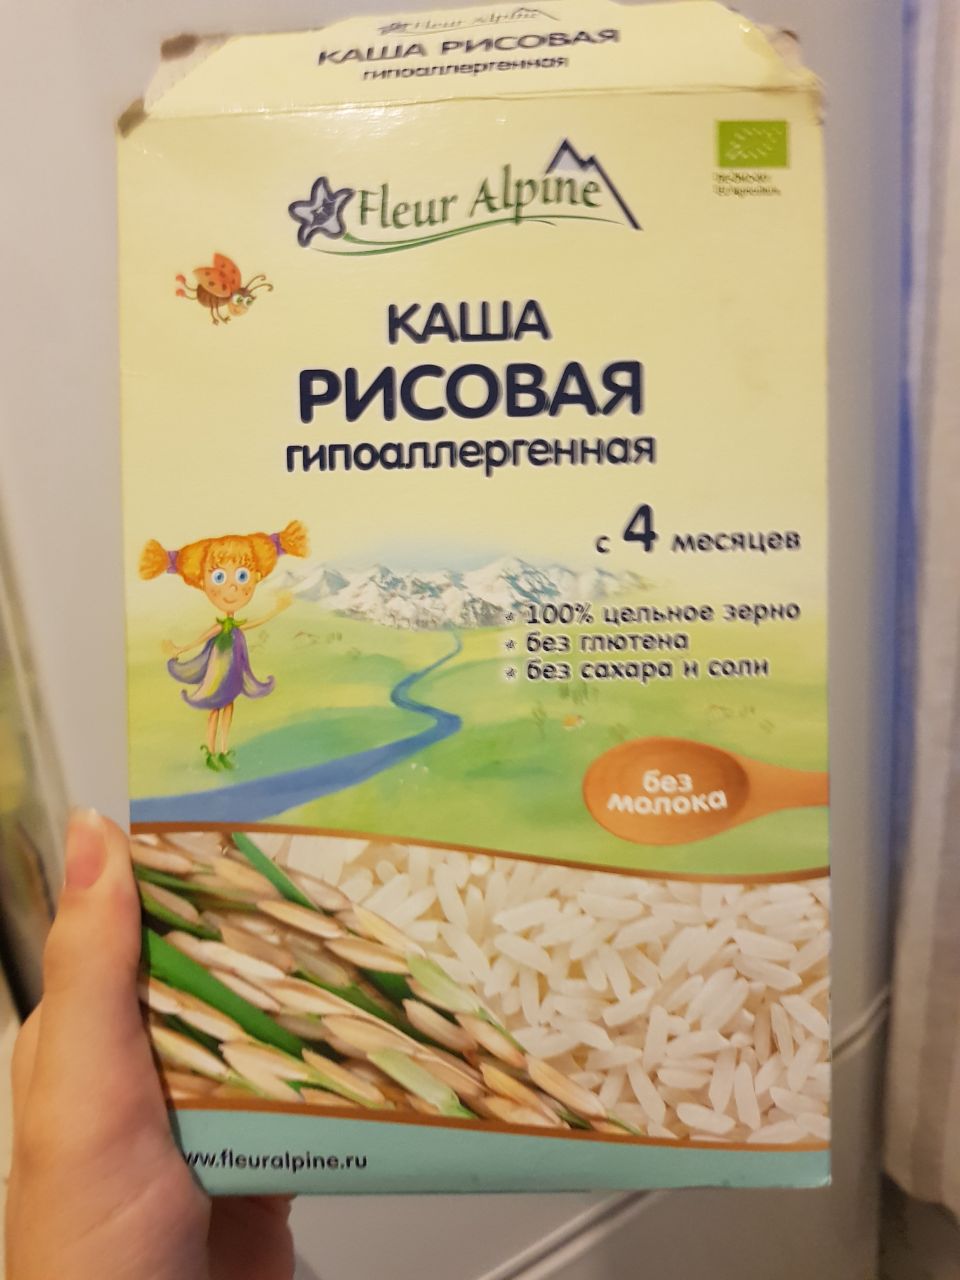 Fleur Alpine
КАША РИСОВАЯ
гипоаллергенная
Fleur Alpine
КАША
РИСОВАЯ
гипоаллергенная
с 4 месяцев
100% цельное зерно
без глютена
без сахара и соли
без
молока
www.fleuralpine.ru